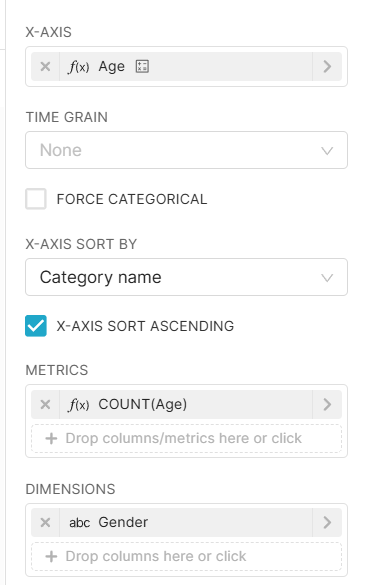 X-AXIS
f(x) Age
TIME GRAIN
None
FORCE CATEGORICAL
X-AXIS SORT BY
Category name
X-AXIS SORT ASCENDING
METRICS
f(x) COUNT(Age)
+ Drop columns/metrics here or click
DIMENSIONS
abc Gender
+ Drop columns here or click